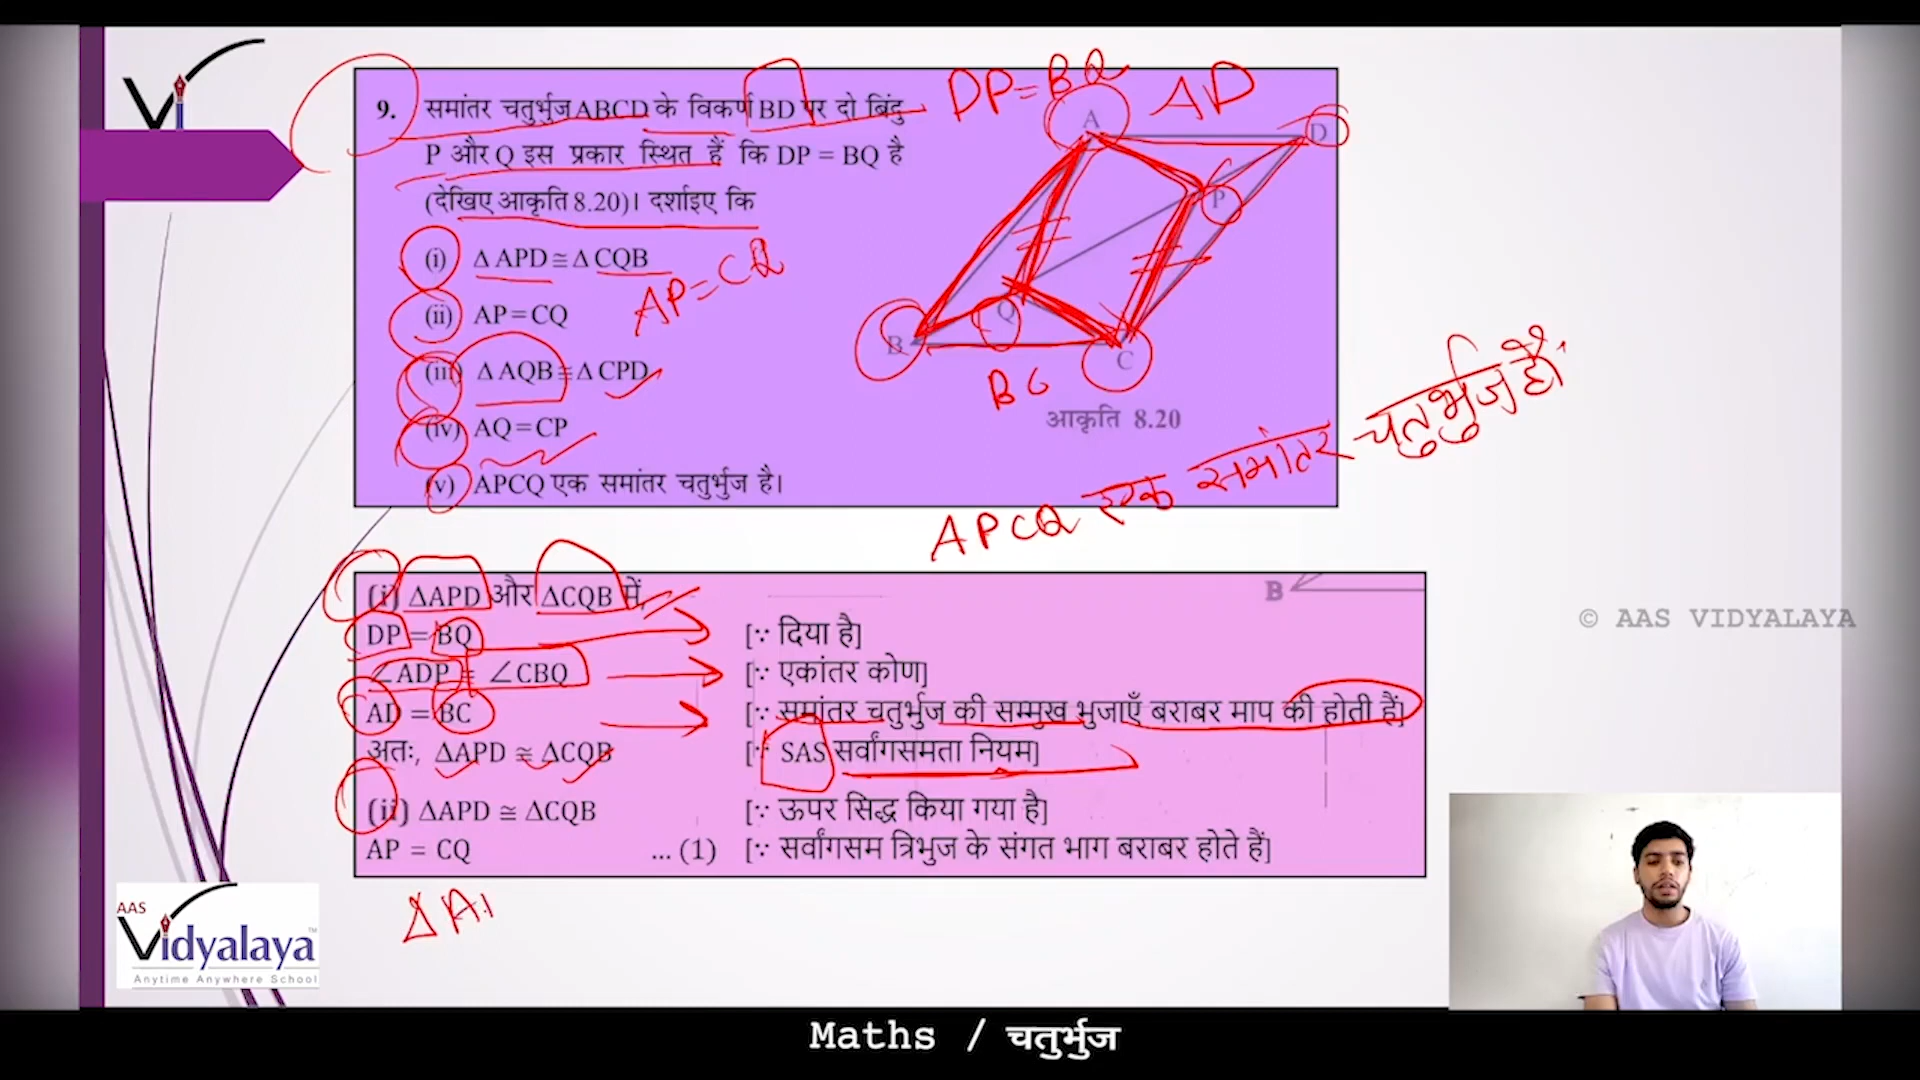 9. समांतर चतुर्भुज ABCD के विकर्ण BD पर दो बिंदु
P और Q इस प्रकार स्थित हैं कि DP = BQ है
(देखिए आकृति 8.20)। दर्शाइए कि
(i) Δ APD ≅ Δ CQB
(ii) AP = CQ
(iii) Δ AQB ≅ Δ CPD
(iv) AQ = CP
(v) APCQ एक समांतर चतुर्भुज है।
AP = CQ
DP = BQ
AD
A
D
P
Q
B
C
BC
आकृति 8.20
APCQ एक समांतर चतुर्भुज है।
(i) ΔAPD और ΔCQB में,
DP = BQ [∵ दिया है]
∠ADP = ∠CBQ [∵ एकांतर कोण]
AD = BC [∵ समांतर चतुर्भुज की सम्मुख भुजाएँ बराबर माप की होती हैं]
अतः, ΔAPD ≅ ΔCQB [∵ SAS सर्वांगसमता नियम]
(ii) ΔAPD ≅ ΔCQB [∵ ऊपर सिद्ध किया गया है]
AP = CQ ... (1) [∵ सर्वांगसम त्रिभुज के संगत भाग बराबर होते हैं]
B
© AAS VIDYALAYA
AAS
Vidyalaya™
Anytime Anywhere School
Maths / चतुर्भुज